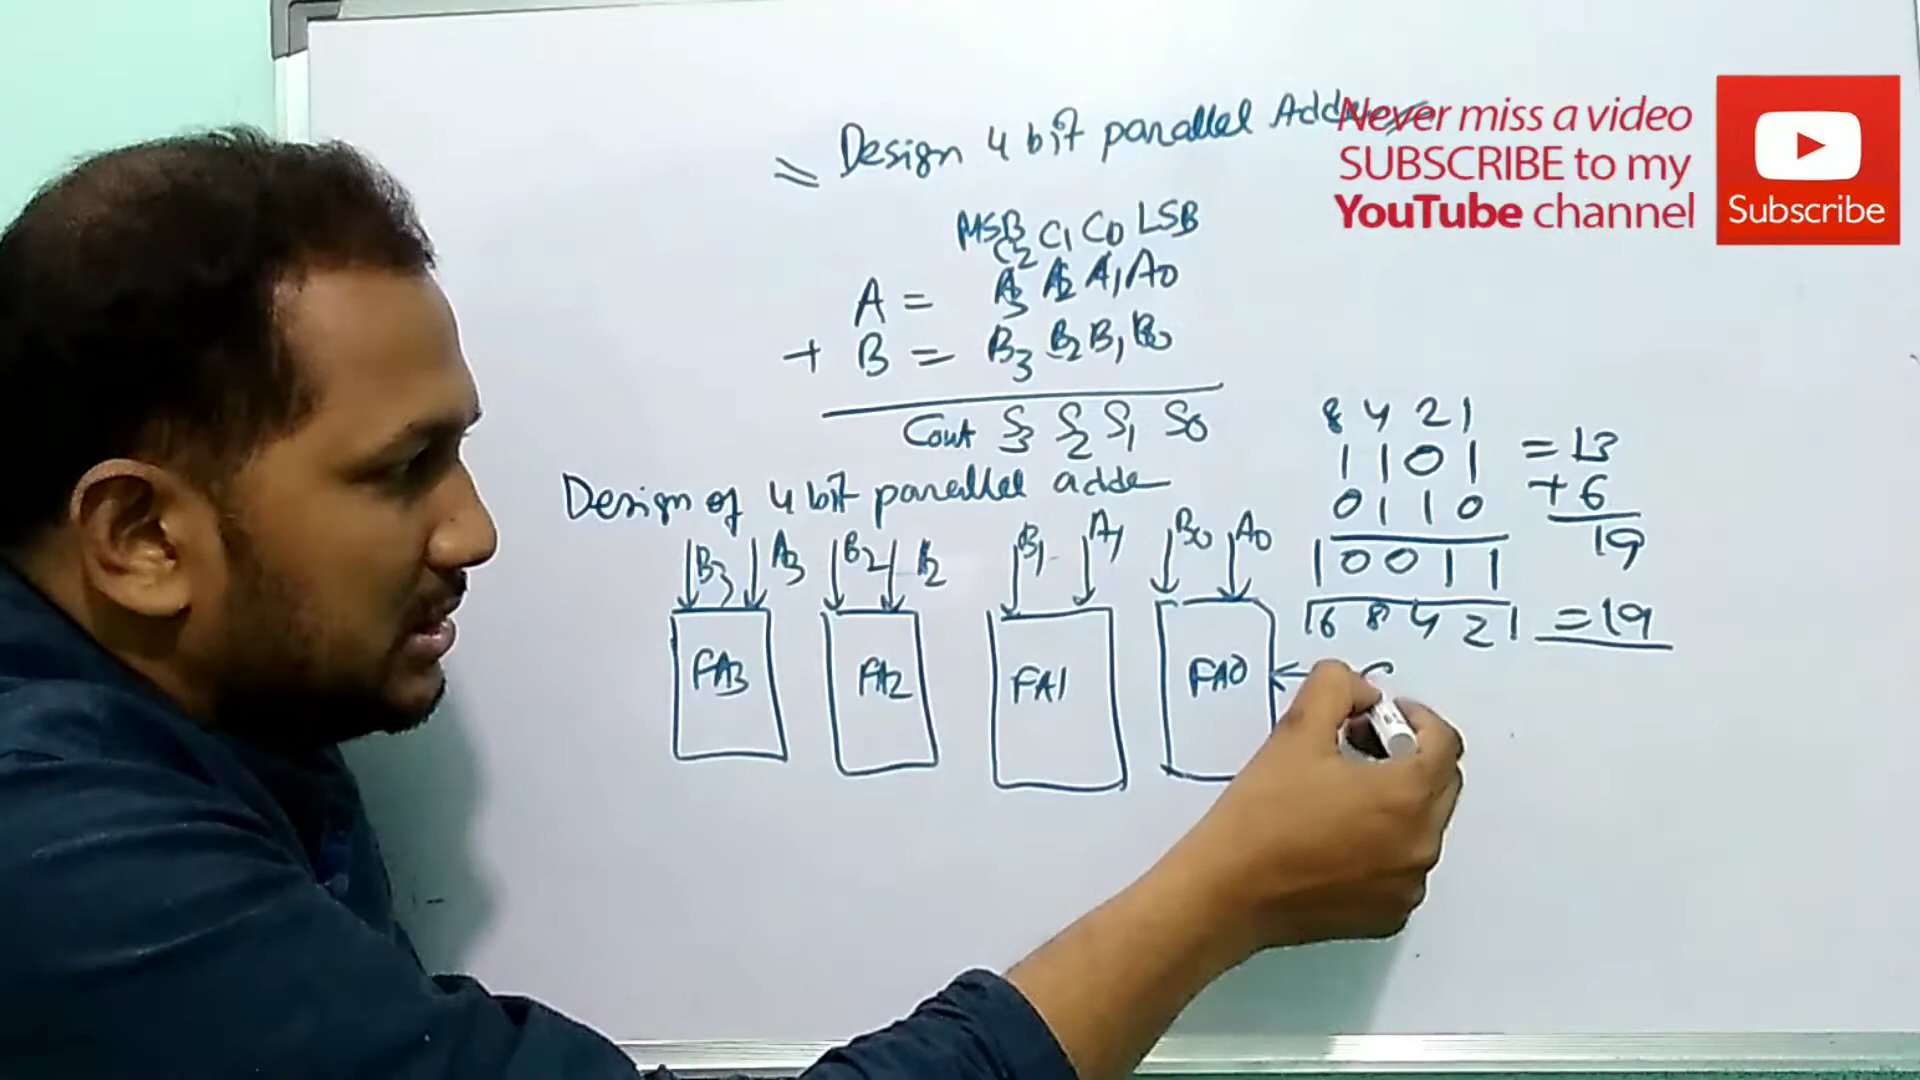 = Design 4 bit parallel Adder =
Never miss a video
SUBSCRIBE to my
YouTube channel
Subscribe
MSB C2 C1 C0 LSB
A = A3 A2 A1 A0
+ B = B3 B2 B1 B0
Cout S3 S2 S1 S0
8 4 2 1
1 1 0 1 = 13
0 1 1 0 + 6
19
1 0 0 1 1
16 8 4 2 1 = 19
Design of 4 bit parallel adde
B3 A3 B2 A2 B1 A1 B0 A0
FA3 FA2 FA1 FA0